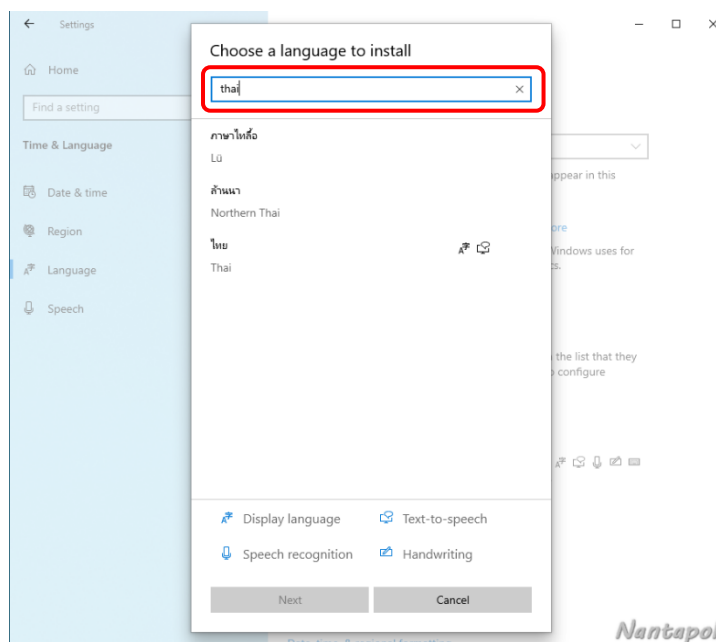 Settings
Home
Find a setting
Time & Language
Date & time
Region
Language
Speech
Choose a language to install
thai
ภาษาไทลื้อ
Lü
ล้านนา
Northern Thai
ไทย
Thai
Display language
Text-to-speech
Speech recognition
Handwriting
Next
Cancel
appear in this
ore
Windows uses for
cs.
the list that they
configure
Nantapol